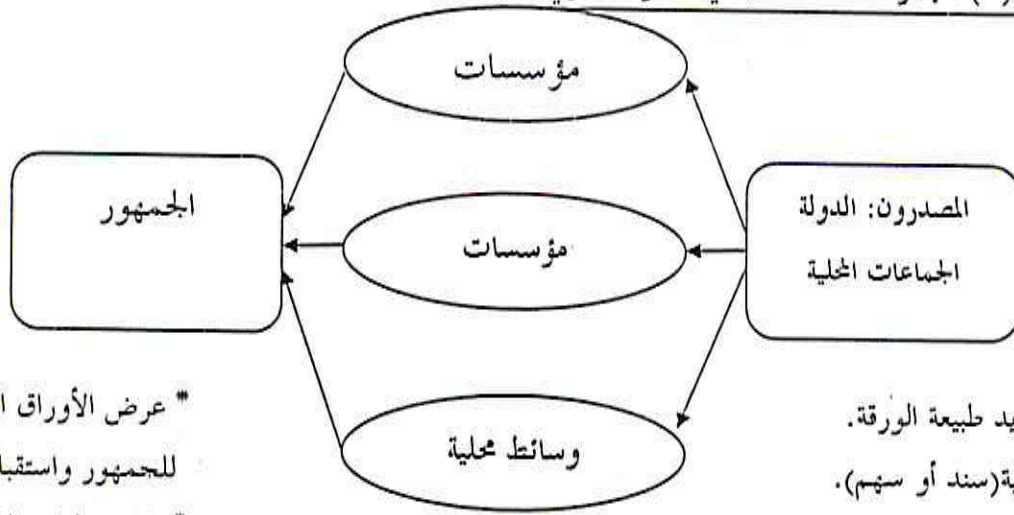 مؤسسات
المصدرون: الدولة
الجماعات المحلية
مؤسسات
الجمهور
وسائط محلية
يد طبيعة الورقة.
ية(سند أو سهم).
* عرض الأوراق ا
للجمهور واستقبا